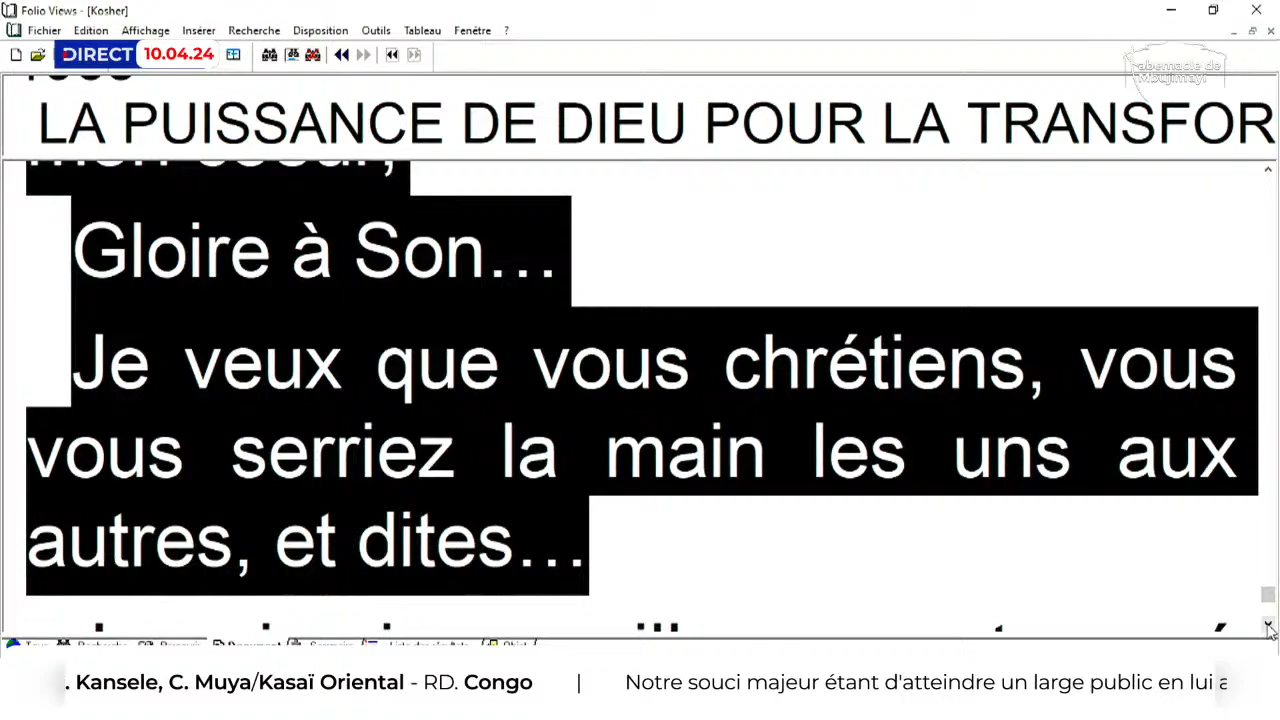 Folio Views - [Kosher]
Fichier Edition Affichage Insérer Recherche Disposition Outils Tableau Fenêtre ?
DIRECT 10.04.24
abernacle de
Mbujimayi
LA PUISSANCE DE DIEU POUR LA TRANSFOR
Gloire à Son…
Je veux que vous chrétiens, vous
vous serriez la main les uns aux
autres, et dites…
. Kansele, C. Muya/Kasaï Oriental - RD. Congo | Notre souci majeur étant d'atteindre un large public en lui a